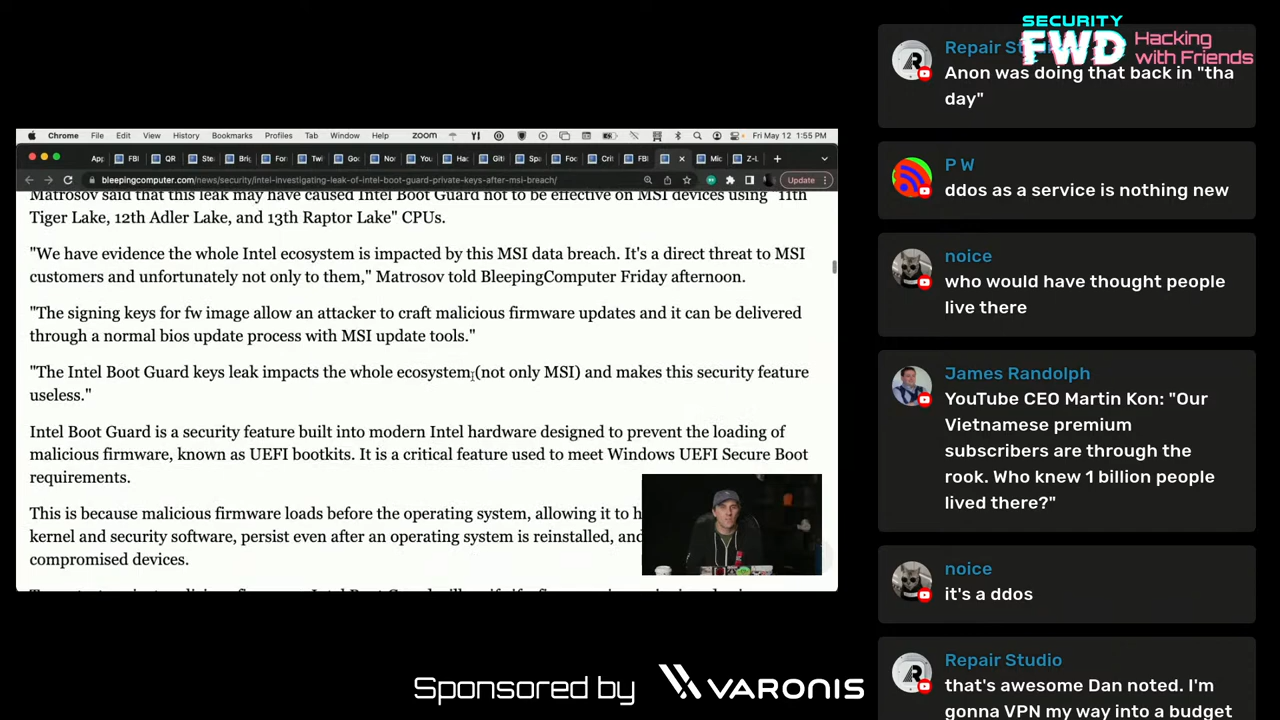 SECURITY
FWD
Hacking
with Friends
Chrome File Edit View History Bookmarks Profiles Tab Window Help zoom Fri May 12 1:55 PM
FBI QR Goo You Hac Foc FBI Z-L
bleepingcomputer.com/news/security/intel-investigating-leak-of-intel-boot-guard-private-keys-after-msi-breach/ Update
Matrosov said that this leak may have caused Intel Boot Guard not to be effective on MSI devices using "11th
Tiger Lake, 12th Adler Lake, and 13th Raptor Lake" CPUs.
"We have evidence the whole Intel ecosystem is impacted by this MSI data breach. It's a direct threat to MSI
customers and unfortunately not only to them," Matrosov told BleepingComputer Friday afternoon.
"The signing keys for fw image allow an attacker to craft malicious firmware updates and it can be delivered
through a normal bios update process with MSI update tools."
"The Intel Boot Guard keys leak impacts the whole ecosystem (not only MSI) and makes this security feature
useless."
Intel Boot Guard is a security feature built into modern Intel hardware designed to prevent the loading of
malicious firmware, known as UEFI bootkits. It is a critical feature used to meet Windows UEFI Secure Boot
requirements.
This is because malicious firmware loads before the operating system, allowing it to h
kernel and security software, persist even after an operating system is reinstalled, and
compromised devices.
Repair St
Anon was doing that back in "tha
day"
P W
ddos as a service is nothing new
noice
who would have thought people
live there
James Randolph
YouTube CEO Martin Kon: "Our
Vietnamese premium
subscribers are through the
rook. Who knew 1 billion people
lived there?"
noice
it's a ddos
Repair Studio
that's awesome Dan noted. I'm
gonna VPN my way into a budget
Sponsored by VARONIS